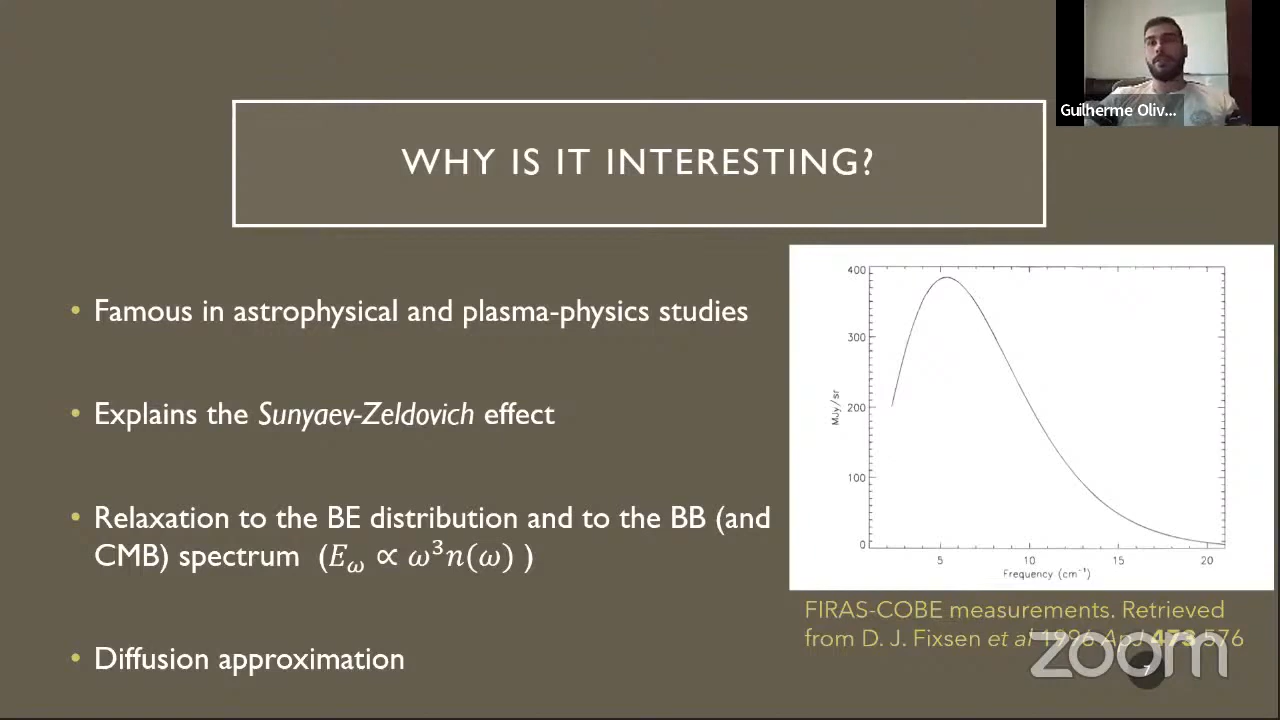 Guilherme Oliv...
WHY IS IT INTERESTING?
• Famous in astrophysical and plasma-physics studies
• Explains the Sunyaev-Zeldovich effect
• Relaxation to the BE distribution and to the BB (and
CMB) spectrum (E_ω ∝ ω³n(ω) )
• Diffusion approximation
400
300
200
100
0
MJy/sr
5 10 15 20
Frequency (cm⁻¹)
FIRAS-COBE measurements. Retrieved
from D. J. Fixsen et al 1996 ApJ 473 576
zoom
7